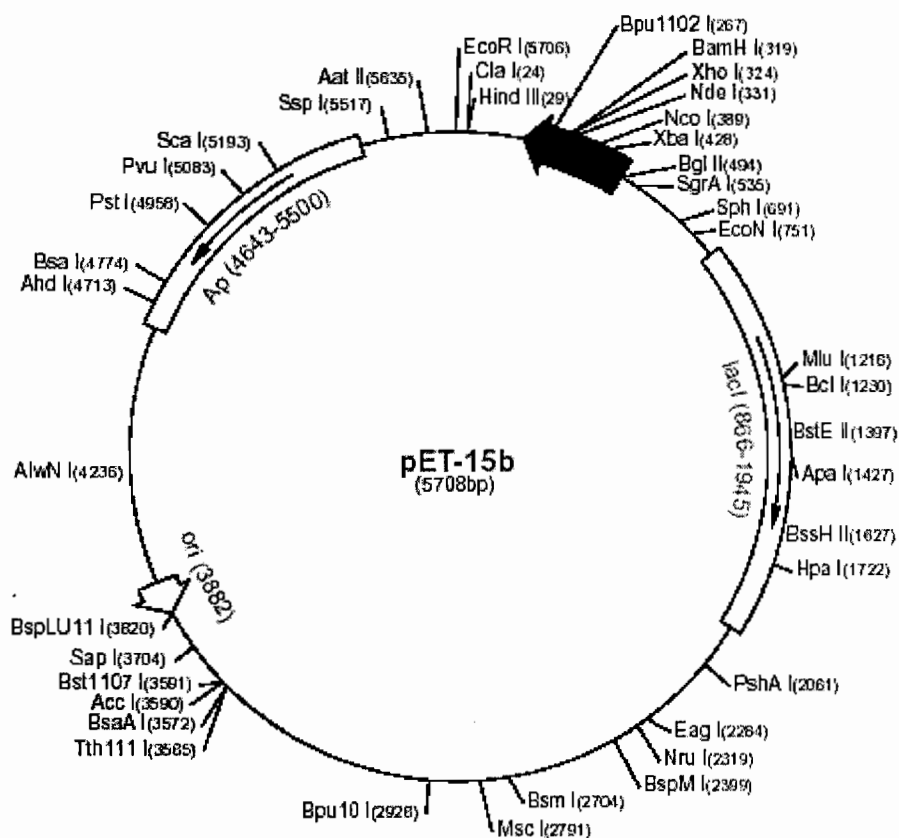 EcoR I(5706)
Cla I(24)
Hind III(29)
Bpu1102 I(267)
BamH I(319)
Xho I(324)
Nde I(331)
Nco I(389)
Xba I(428)
Bgl II(494)
SgrA I(535)
Sph I(691)
EcoN I(751)
Mlu I(1216)
Bcl I(1230)
BstE II(1397)
Apa I(1427)
BssH II(1627)
Hpa I(1722)
PshA I(2061)
Eag I(2284)
Nru I(2319)
BspM I(2399)
Bsm I(2704)
Msc I(2791)
Bpu10 I(2926)
Tth111 I(3565)
BsaA I(3572)
Acc I(3590)
Bst1107 I(3591)
Sap I(3704)
BspLU11 I(3820)
AlwN I(4236)
Ahd I(4713)
Bsa I(4774)
Pst I(4958)
Pvu I(5083)
Sca I(5193)
Ssp I(5517)
Aat II(5635)
Ap (4643-5500)
lacI (866-1945)
ori (3882)
pET-15b
(5708bp)